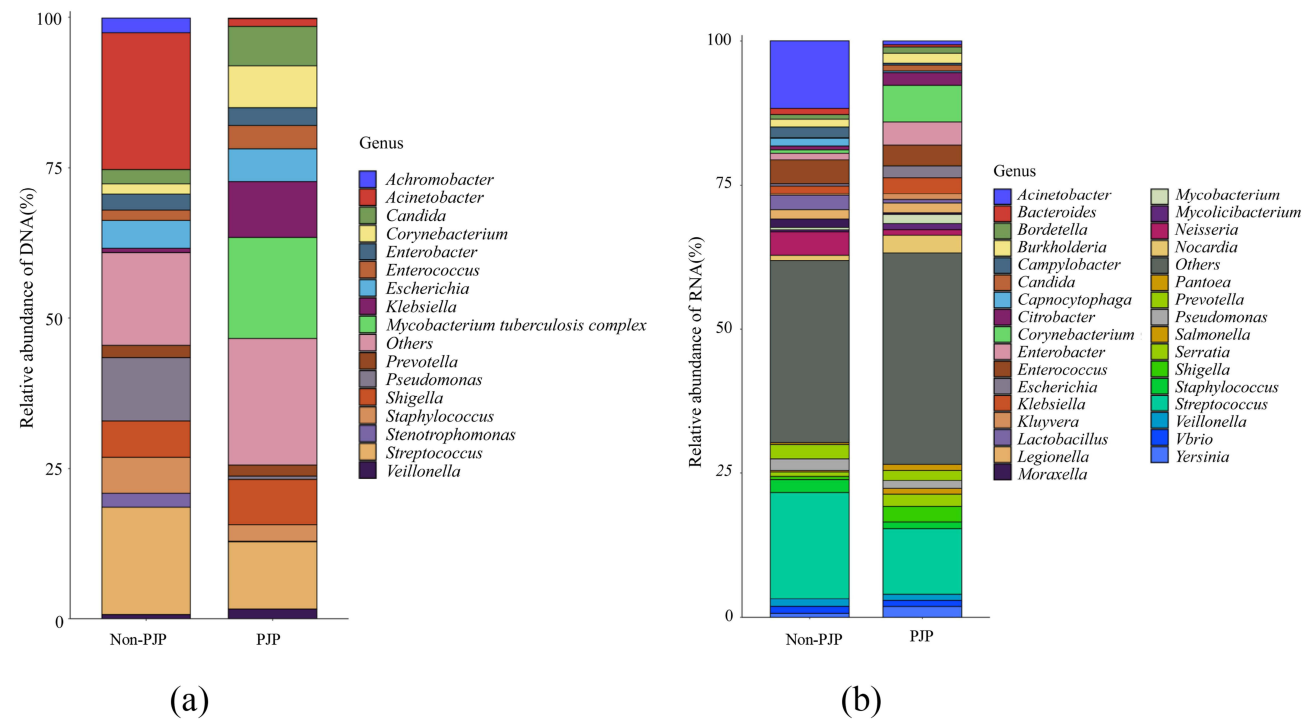 Relative abundance of DNA(%)
100
75
50
25
0
Non-PJP
PJP
Genus
Achromobacter
Acinetobacter
Candida
Corynebacterium
Enterobacter
Enterococcus
Escherichia
Klebsiella
Mycobacterium tuberculosis complex
Others
Prevotella
Pseudomonas
Shigella
Staphylococcus
Stenotrophomonas
Streptococcus
Veillonella
(a)
Relative abundance of RNA(%)
100
75
50
25
0
Non-PJP
PJP
Genus
Acinetobacter
Bacteroides
Bordetella
Burkholderia
Campylobacter
Candida
Capnocytophaga
Citrobacter
Corynebacterium
Enterobacter
Enterococcus
Escherichia
Klebsiella
Kluyvera
Lactobacillus
Legionella
Moraxella
Mycobacterium
Mycolicibacterium
Neisseria
Nocardia
Others
Pantoea
Prevotella
Pseudomonas
Salmonella
Serratia
Shigella
Staphylococcus
Streptococcus
Veillonella
Vbrio
Yersinia
(b)